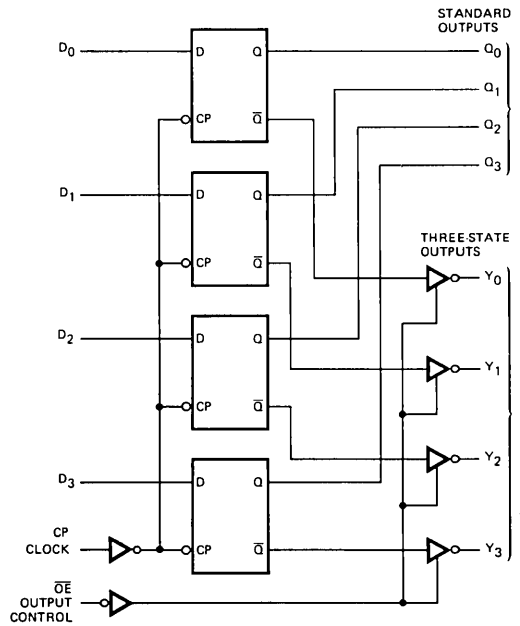 STANDARD
OUTPUTS
D0
D
Q
Q0
Q1
CP
Q̅
Q2
Q3
D1
D
Q
THREE-STATE
OUTPUTS
CP
Q̅
Y0
D2
D
Q
Y1
CP
Q̅
Y2
D3
D
Q
CP
CLOCK
CP
Q̅
Y3
O̅E̅
OUTPUT
CONTROL